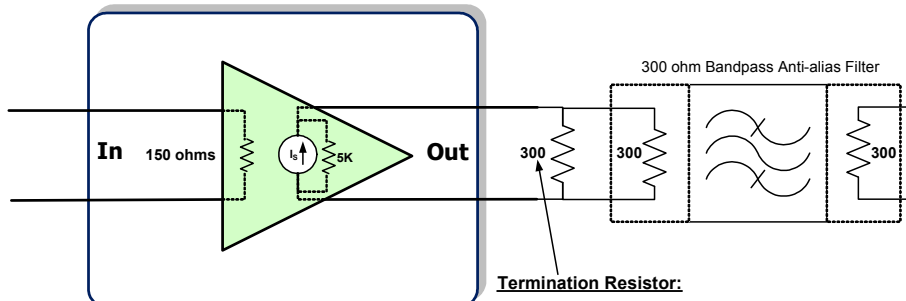 300 ohm Bandpass Anti-alias Filter
In
150 ohms
Is
5K
Out
300
300
300
Termination Resistor: